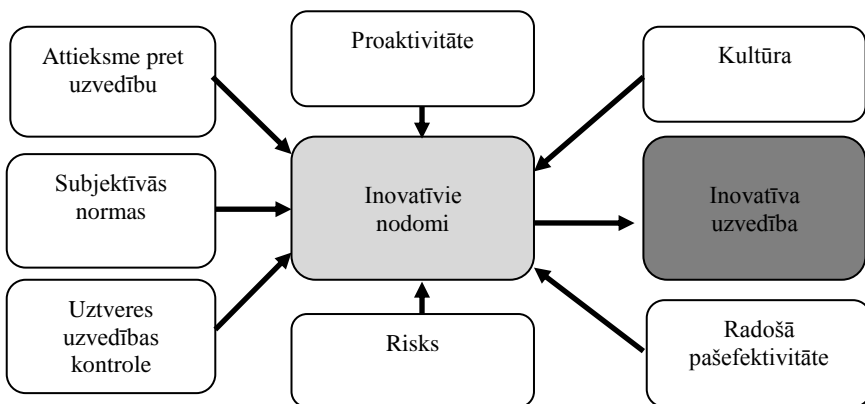 Attieksme pret
uzvedību
Proaktivitāte
Kultūra
Subjektīvās
normas
Inovatīvie
nodomi
Inovatīva
uzvedība
Uztveres
uzvedības
kontrole
Risks
Radošā
pašefektivitāte